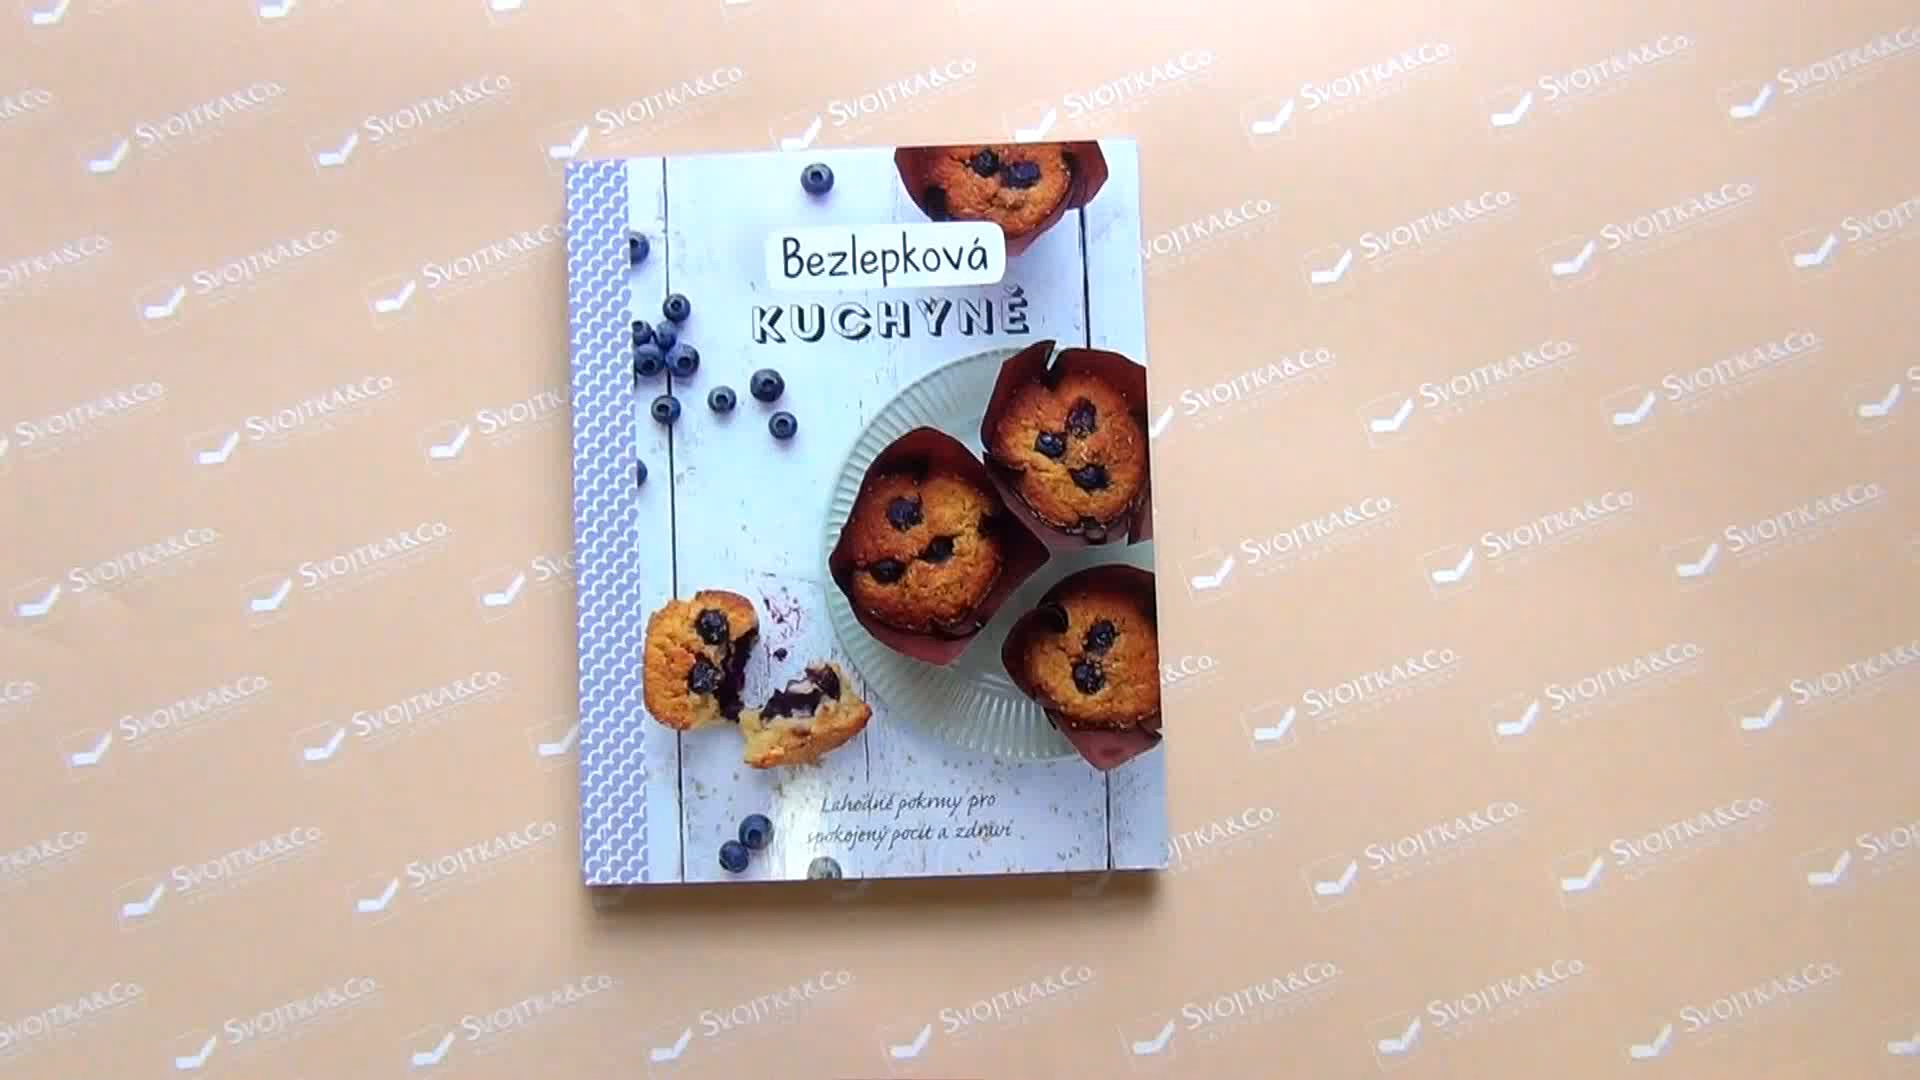 Bezlepková
KUCHYNĚ
Lahodné pokrmy pro
spokojený pocit a zdraví
SVOJTKA&CO.